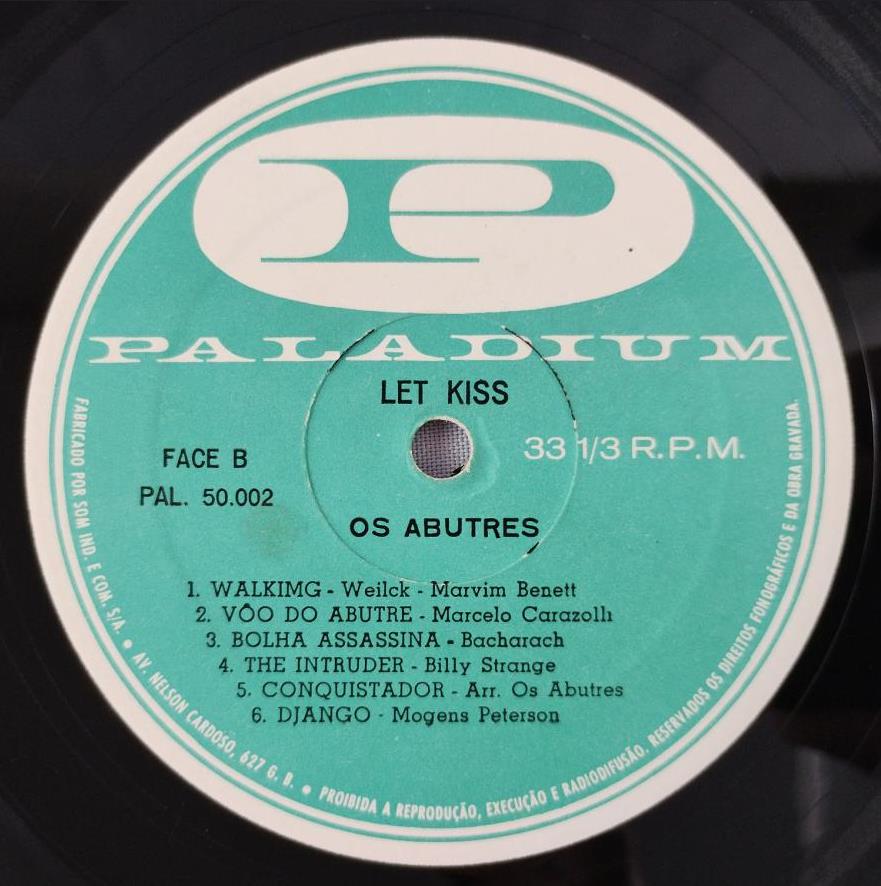 P
PALADIUM
LET KISS
FACE B
33 1/3 R.P.M.
PAL. 50.002
OS ABUTRES
1. WALKIMG - Weilck - Marvim Benett
2. VÔO DO ABUTRE - Marcelo Carazolli
3. BOLHA ASSASSINA - Bacharach
4. THE INTRUDER - Billy Strange
5. CONQUISTADOR - Arr. Os Abutres
6. DJANGO - Mogens Peterson
FABRICADO POR SOM IND. E COM. S/A. • AV. NELSON CARDOSO, 627 G. B. • PROIBIDA A REPRODUÇÃO, EXECUÇÃO E RADIODIFUSÃO. RESERVADOS OS DIREITOS FONOGRÁFICOS E DA OBRA GRAVADA.